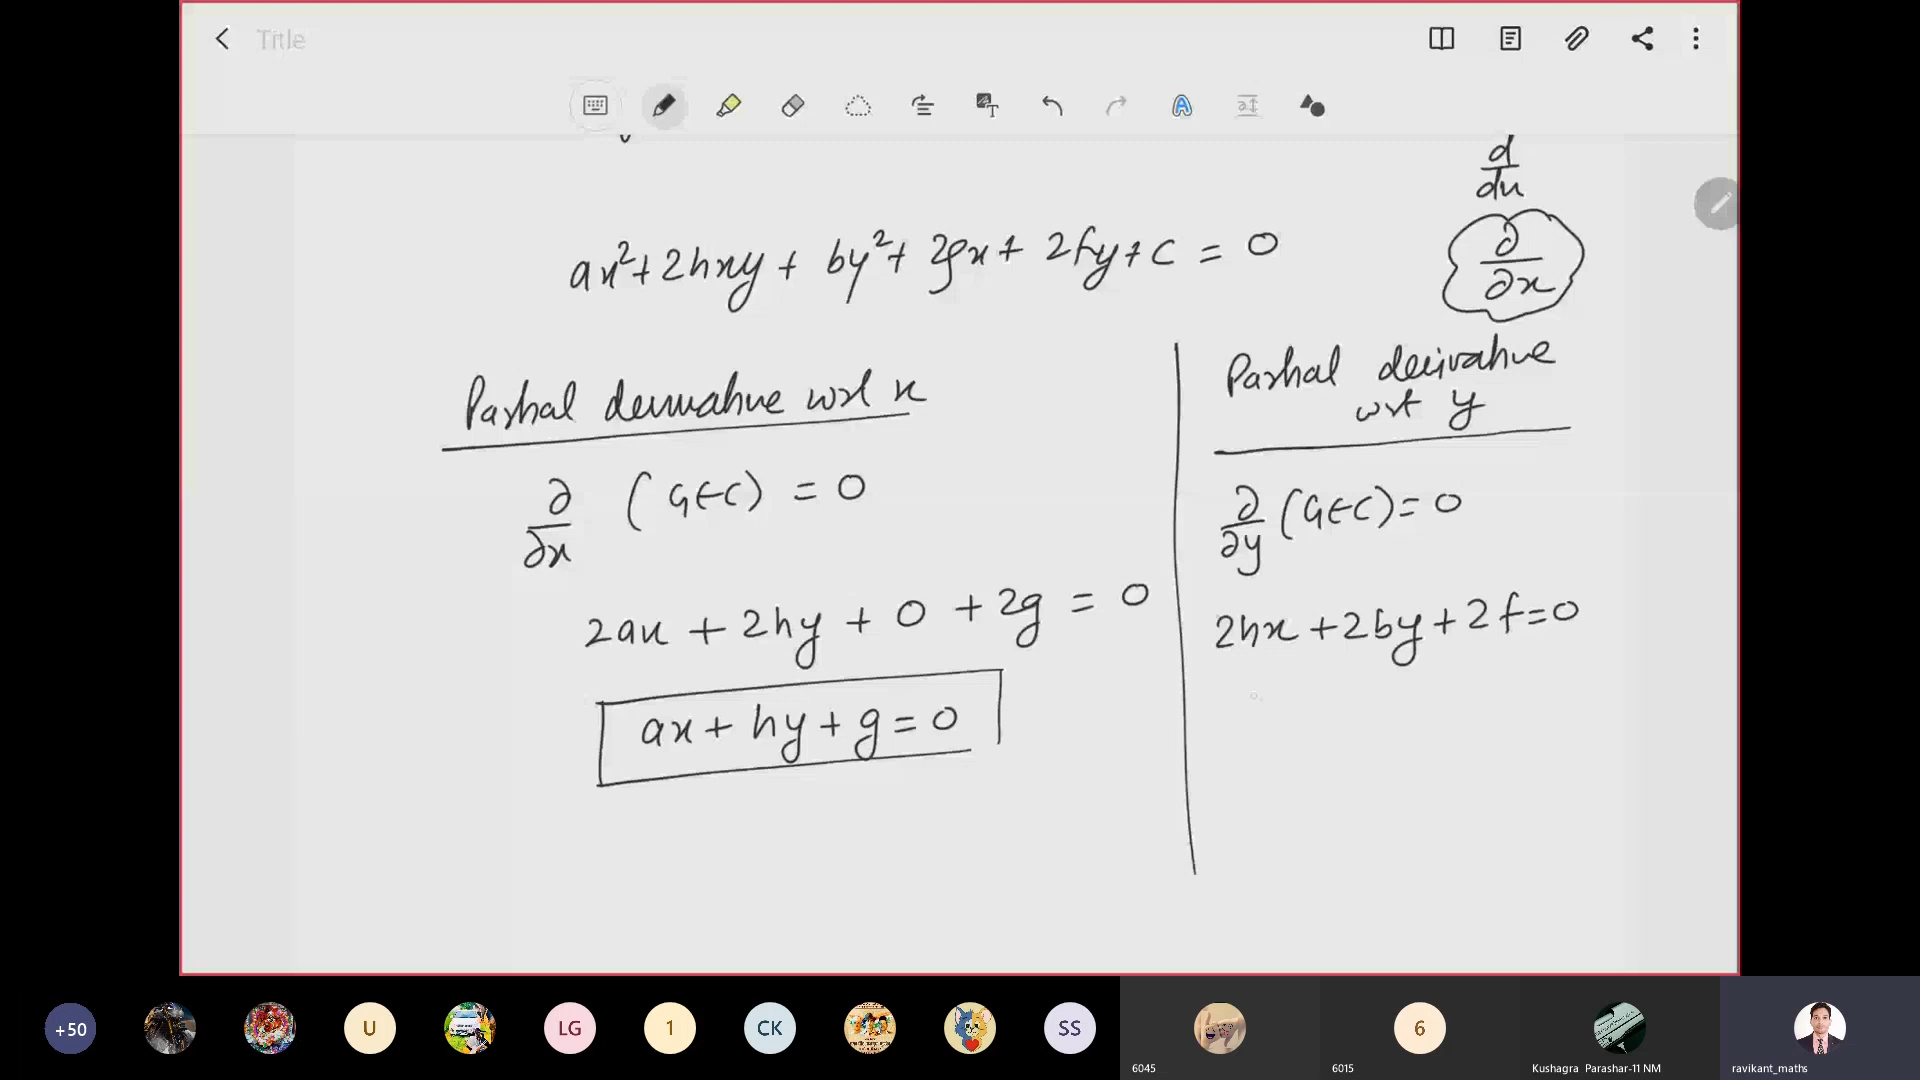 Title
d/du
ax²+2hxy + by²+ 2gx + 2fy+c = 0
∂/∂x
Partial derivative wrt x
Partial derivative
wrt y
∂/∂x (GEC) = 0
∂/∂y (GEC)= 0
2ax + 2hy + 0 + 2g = 0
2hx +2by+2f=0
ax+ hy+g=0
+50
U
LG
1
CK
SS
6
6045
6015
Kushagra Parashar-11 NM
ravikant_maths